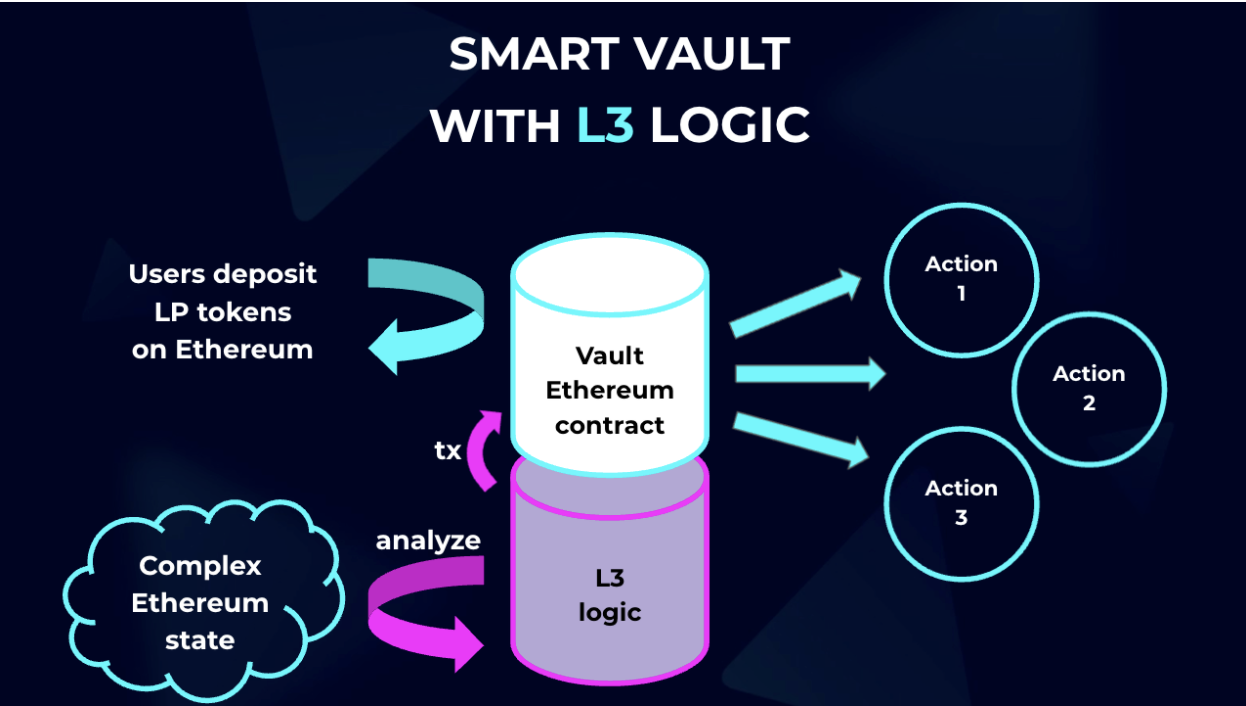 SMART VAULT
WITH L3 LOGIC
Users deposit
LP tokens
on Ethereum
Vault
Ethereum
contract
Action
1
Action
2
Action
3
tx
analyze
Complex
Ethereum
state
L3
logic